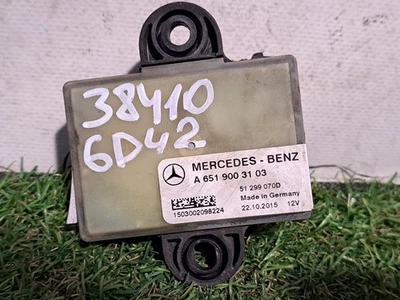 38410
6D42
MERCEDES - BENZ
A 651 900 31 03
51 299 070D
Made in Germany
1503002098224
22.10.2015 12V